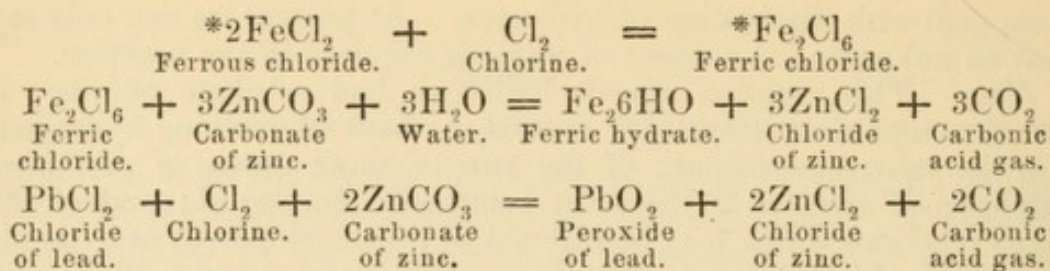 *2FeCl₂ + Cl₂ = *Fe₂Cl₆
Ferrous chloride. Chlorine. Ferric chloride.
Fe₂Cl₆ + 3ZnCO₃ + 3H₂O = Fe₂6HO + 3ZnCl₂ + 3CO₂
Ferric Carbonate Water. Ferric hydrate. Chloride Carbonic
chloride. of zinc. of zinc. acid gas.
PbCl₂ + Cl₂ + 2ZnCO₃ = PbO₂ + 2ZnCl₂ + 2CO₂
Chloride Chlorine. Carbonate Peroxide Chloride Carbonic
of lead. of zinc. of lead. of zinc. acid gas.